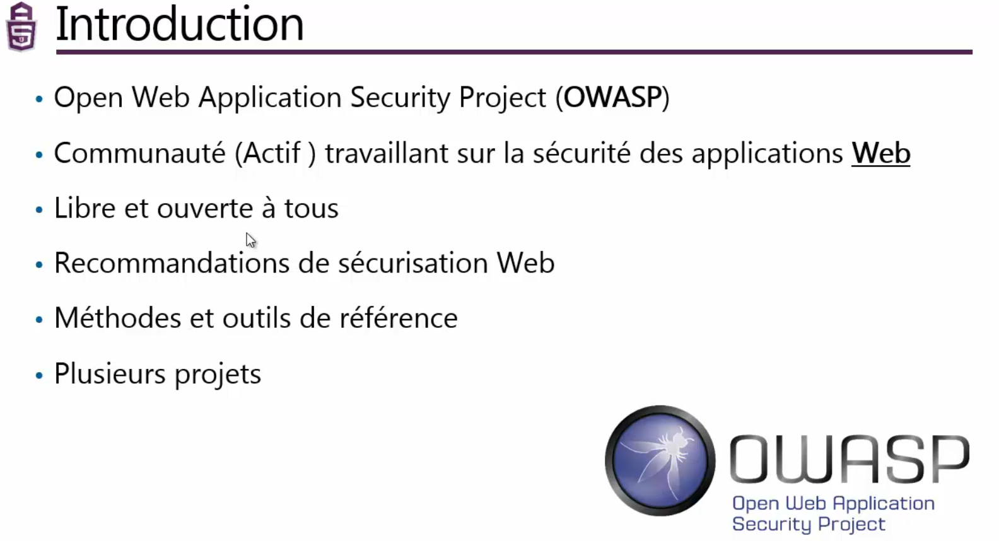 Introduction
• Open Web Application Security Project (OWASP)
• Communauté (Actif ) travaillant sur la sécurité des applications Web
• Libre et ouverte à tous
• Recommandations de sécurisation Web
• Méthodes et outils de référence
• Plusieurs projets
OWASP
Open Web Application
Security Project